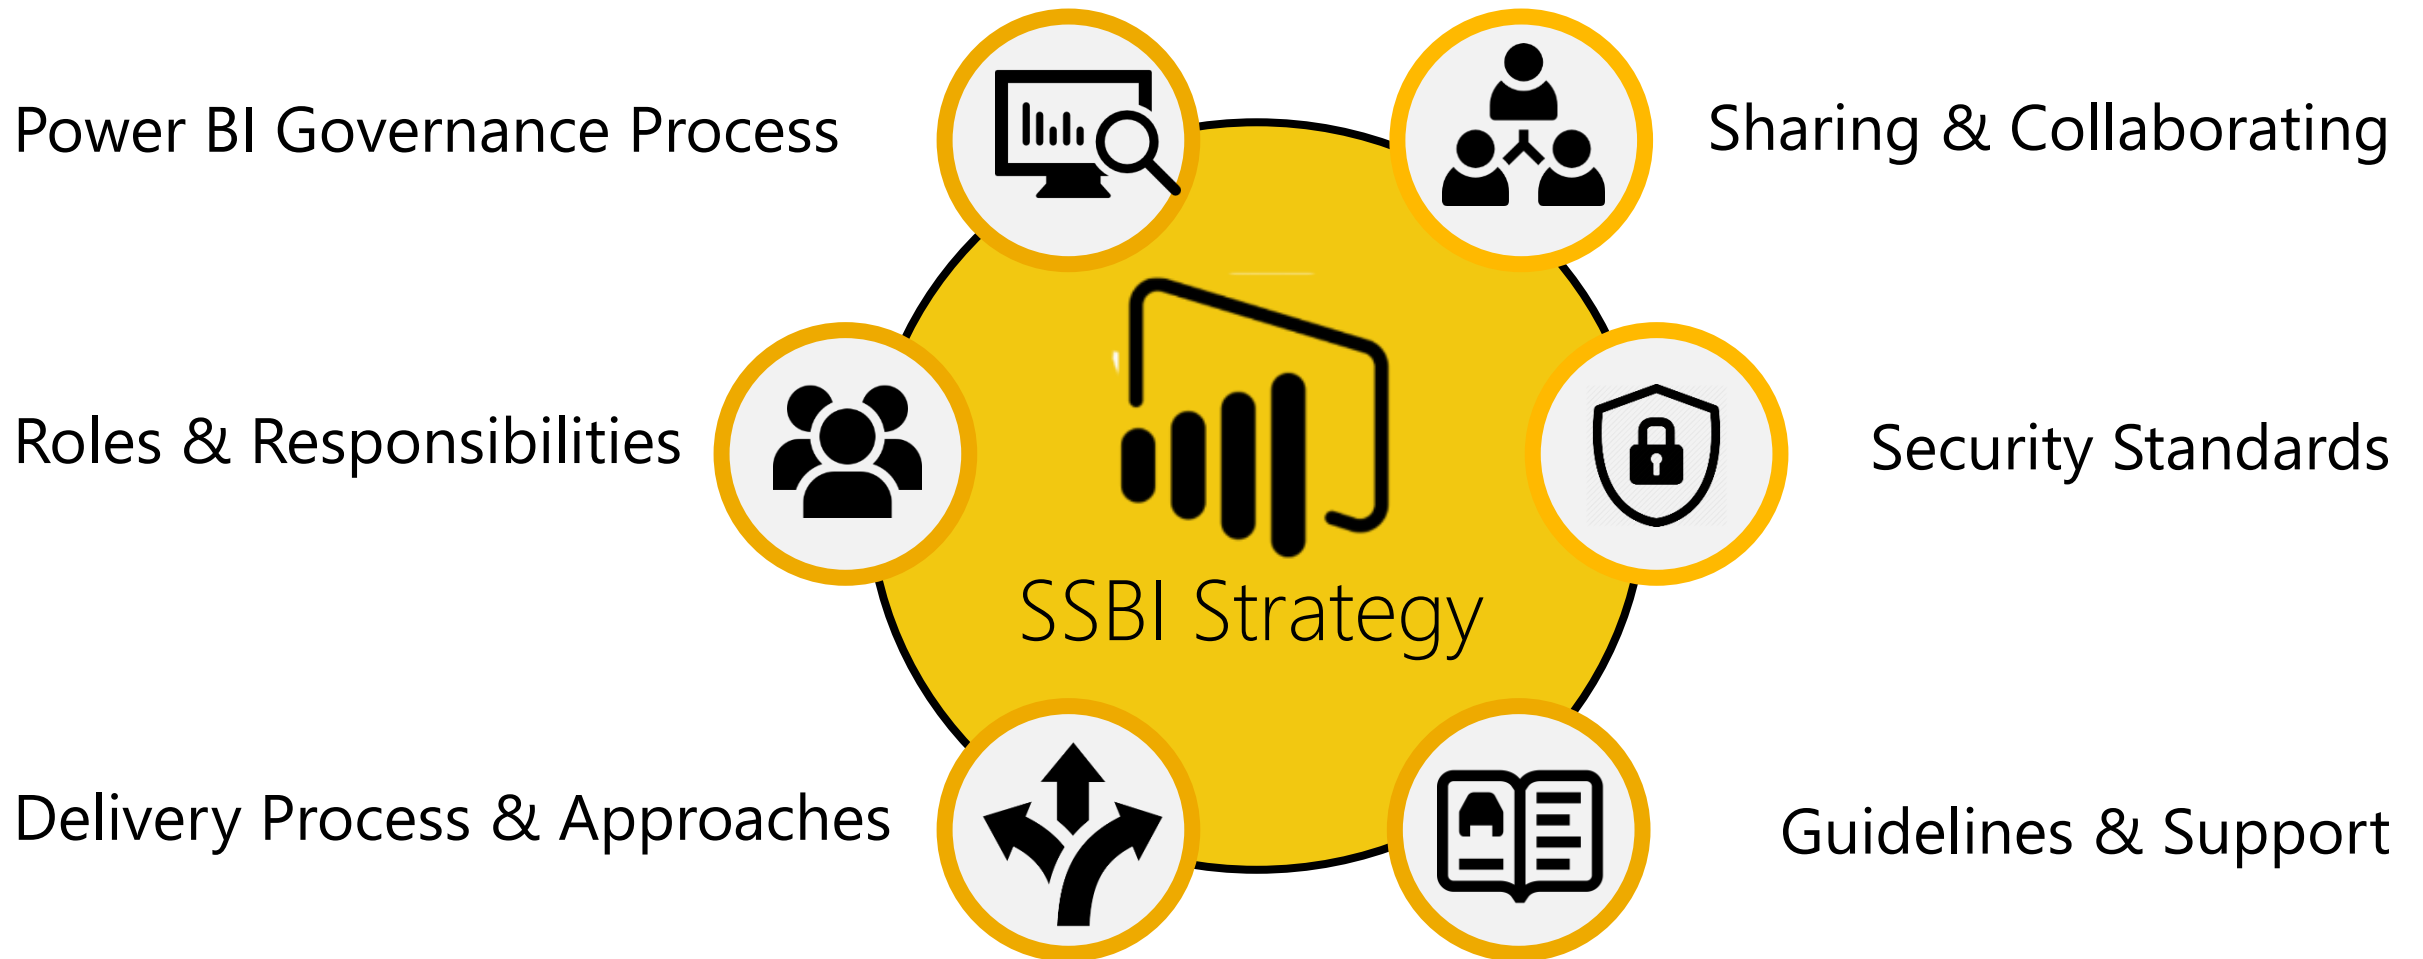 Power BI Governance Process
Sharing & Collaborating
Roles & Responsibilities
Security Standards
SSBI Strategy
Delivery Process & Approaches
Guidelines & Support